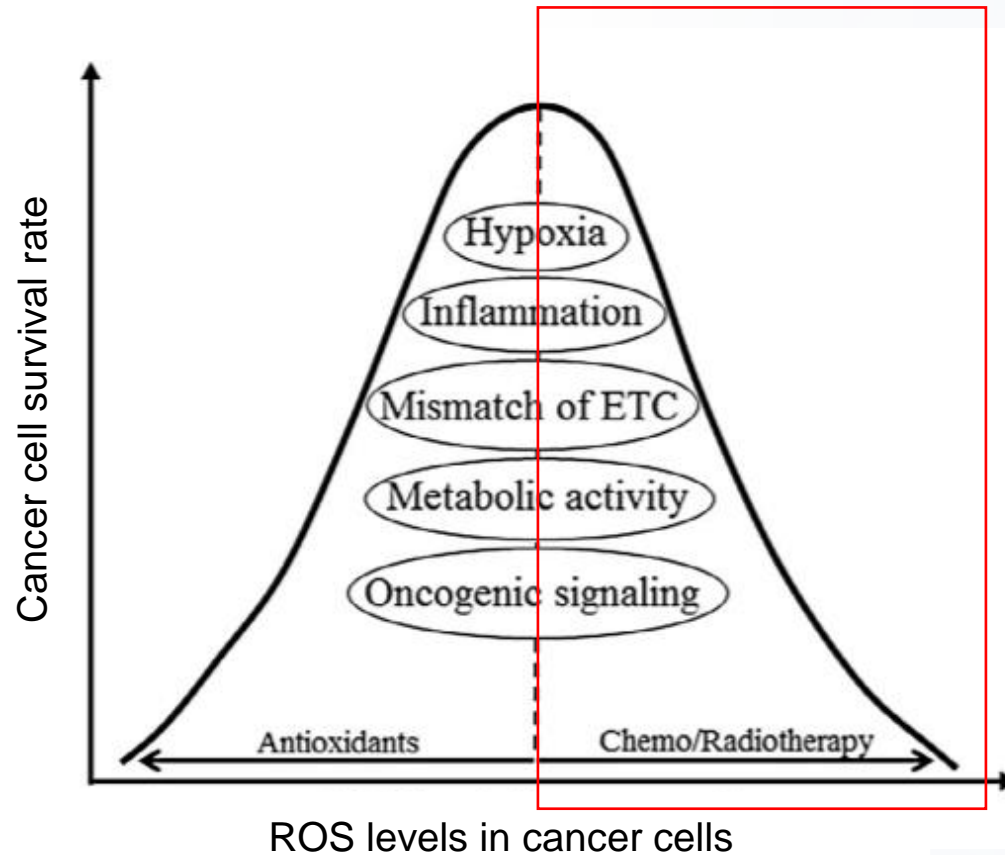 Cancer cell survival rate
Hypoxia
Inflammation
Mismatch of ETC
Metabolic activity
Oncogenic signaling
Antioxidants
Chemo/Radiotherapy
ROS levels in cancer cells